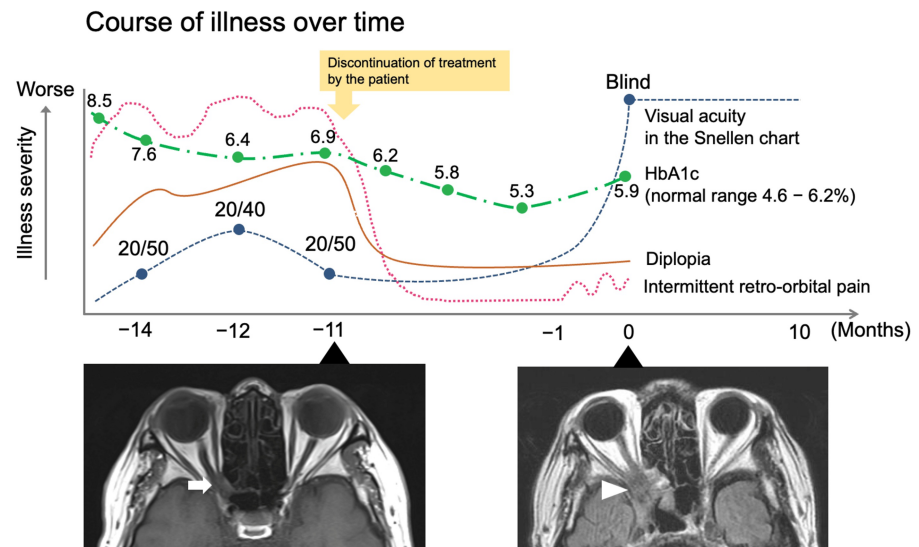 Course of illness over time
Discontinuation of treatment
by the patient
Worse
Illness severity
Blind
8.5
7.6
6.4
6.9
6.2
5.8
5.3
5.9
20/50
20/40
20/50
Visual acuity
in the Snellen chart
HbA1c
(normal range 4.6 – 6.2%)
Diplopia
Intermittent retro-orbital pain
−14
−12
−11
−1
0
10
(Months)